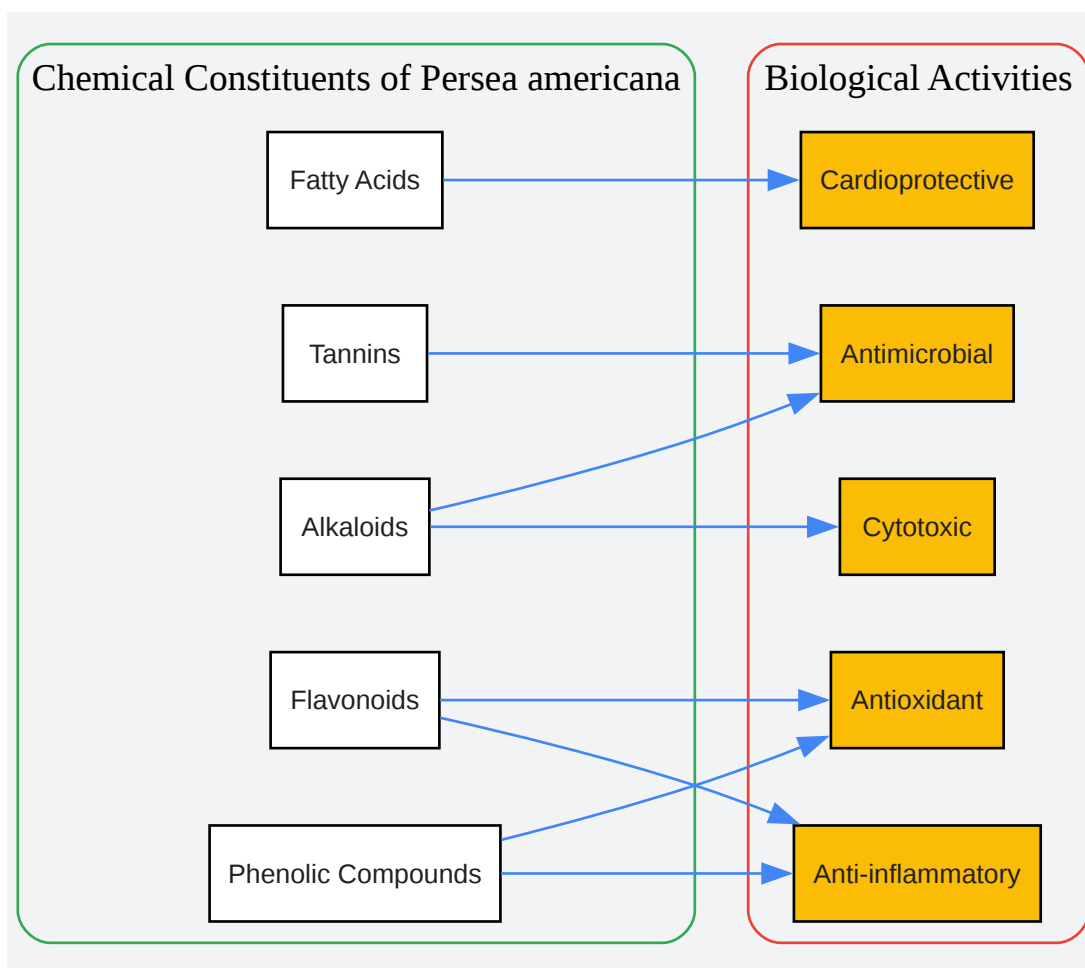 Chemical Constituents of Persea americana
Biological Activities
Fatty Acids
Cardioprotective
Tannins
Antimicrobial
Alkaloids
Cytotoxic
Flavonoids
Antioxidant
Phenolic Compounds
Anti-inflammatory